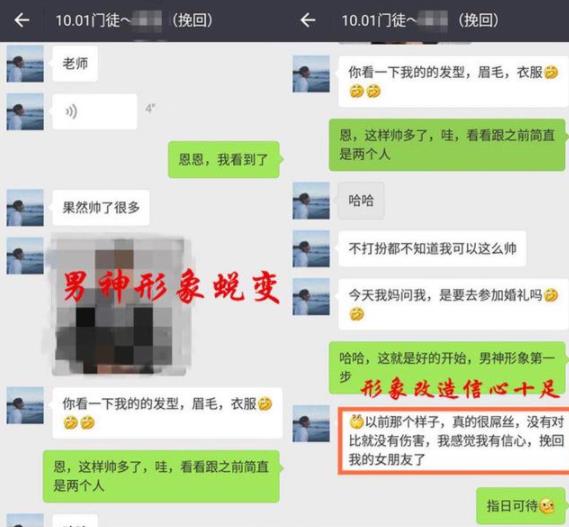 10.01门徒～ （挽回）
老师
4"
恩恩，我看到了
果然帅了很多
男神形象蜕变
你看一下我的的发型，眉毛，衣服
恩，这样帅多了，哇，看看跟之前简直
是两个人
10.01门徒～ （挽回）
你看一下我的的发型，眉毛，衣服
恩，这样帅多了，哇，看看跟之前简直
是两个人
哈哈
不打扮都不知道我可以这么帅
今天我妈问我，是要去参加婚礼吗
哈哈，这就是好的开始，男神形象第一
步
形象改造信心十足
以前那个样子，真的很屌丝，没有对
比就没有伤害，我感觉我有信心，挽回
我的女朋友了
指日可待